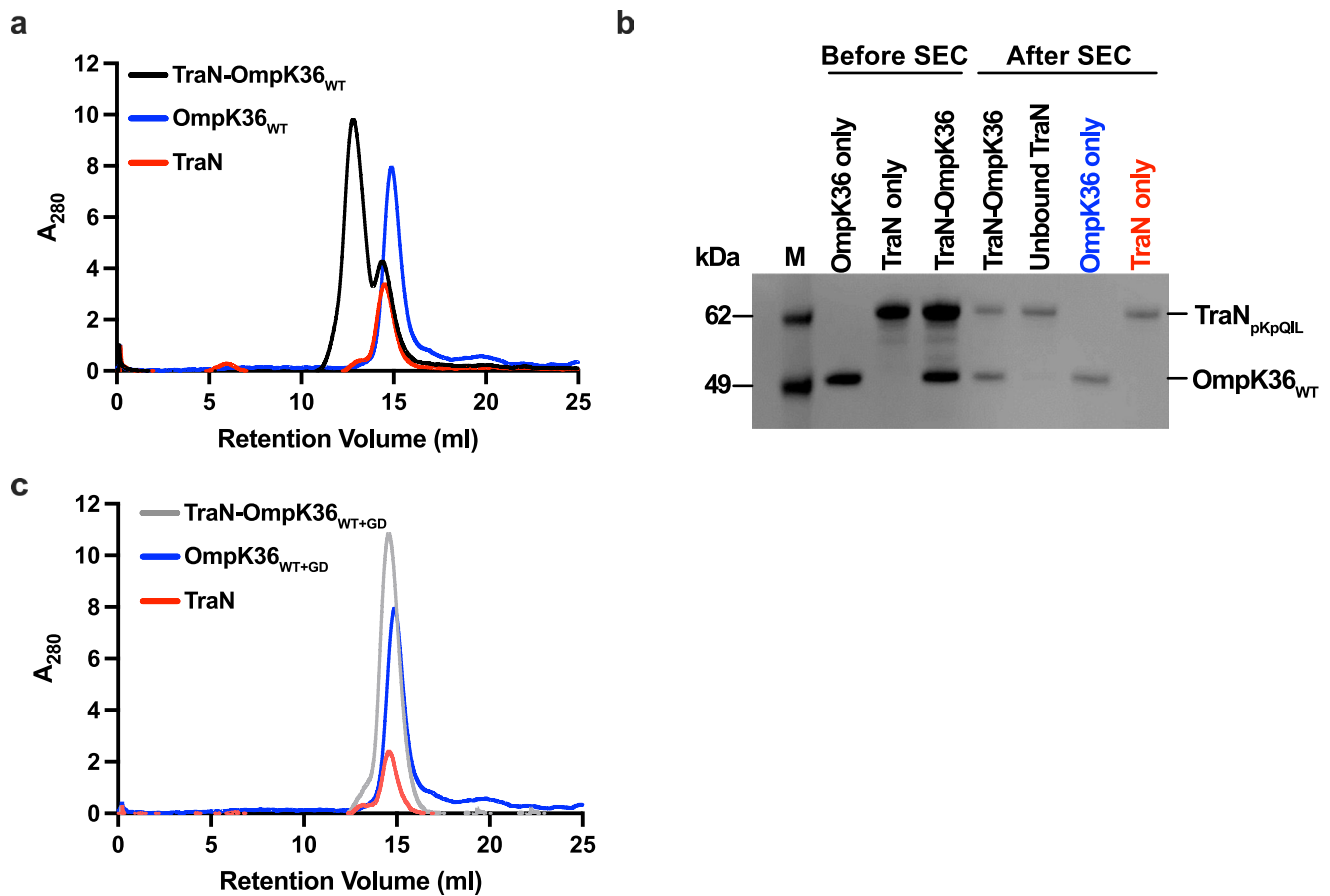 a
12
10
8
6
4
2
0
A280
TraN-OmpK36WT
OmpK36WT
TraN
0 5 10 15 20 25
Retention Volume (ml)
b
Before SEC After SEC
kDa M OmpK36 only TraN only TraN-OmpK36 TraN-OmpK36 Unbound TraN OmpK36 only TraN only
62 TraNpKpQIL
49 OmpK36WT
c
12
10
8
6
4
2
0
A280
TraN-OmpK36WT+GD
OmpK36WT+GD
TraN
0 5 10 15 20 25
Retention Volume (ml)